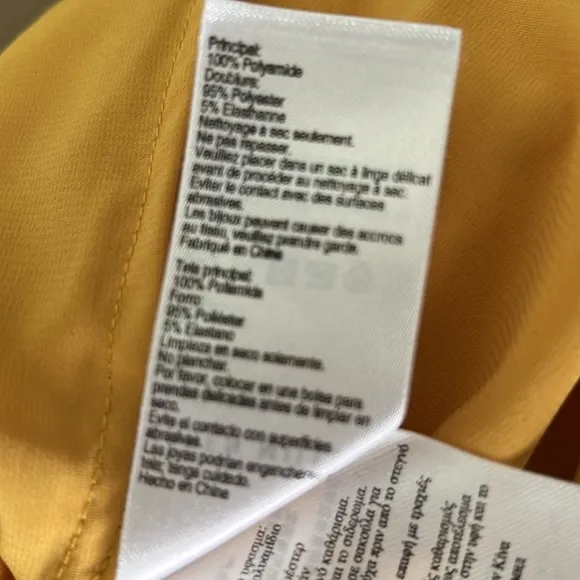 Principal:
100% Polyamide
Doublure:
95% Polyester
5% Elasthanne
Nettoyage à sec seulement.
Ne pas repasser.
Veuillez placer dans un sac à linge délicat
avant de procéder au nettoyage à sec.
Eviter le contact avec des surfaces
abrasives.
Les bijoux peuvent causer des accrocs
au tissu, veuillez prendre garde.
Fabriqué en Chine
Tela principal:
100% Poliamida
Forro:
95% Poliéster
5% Elastano
Limpieza en seco solamente.
No planchar.
Por favor, colocar en una bolsa para
prendas delicadas antes de limpiar en
seco.
Evite el contacto con superficies
abrasivas.
Las joyas podrían enganchen
tela; tenga cuidado.
Hecho en China